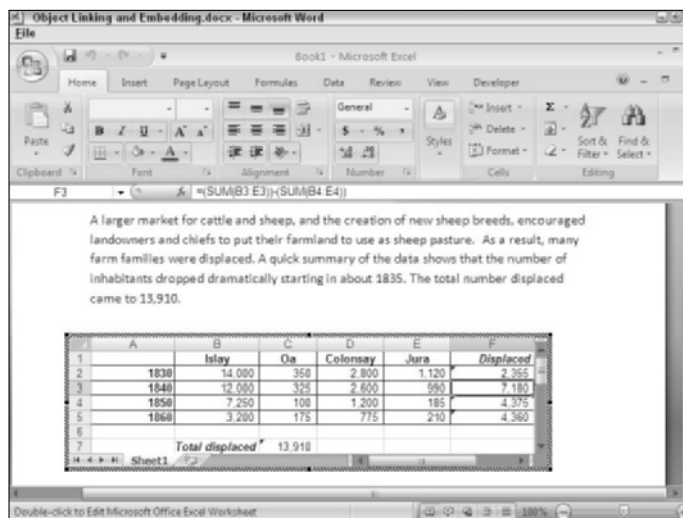 Object Linking and Embedding.docx - Microsoft Word
File
Book1 - Microsoft Excel
Home Insert Page Layout Formulas Data Review View Developer
Paste
B I U A A
General
$ % ,
Styles
Insert
Delete
Format
Σ
Sort & Filter
Find & Select
Clipboard Font Alignment Number Cells Editing
F3 fx =(SUM(B3:E3))-(SUM(B4:E4))
A larger market for cattle and sheep, and the creation of new sheep breeds, encouraged
landowners and chiefs to put their farmland to use as sheep pasture. As a result, many
farm families were displaced. A quick summary of the data shows that the number of
inhabitants dropped dramatically starting in about 1835. The total number displaced
came to 13,910.
A B C D E F
1 Islay Oa Colonsay Jura Displaced
2 1830 14,000 350 2,800 1,120 2,355
3 1840 12,000 325 2,600 990 7,180
4 1850 7,250 100 1,200 185 4,375
5 1860 3,200 175 775 210 4,360
6
7 Total displaced 13,910
Sheet1
Double-click to Edit Microsoft Office Excel Worksheet 100%